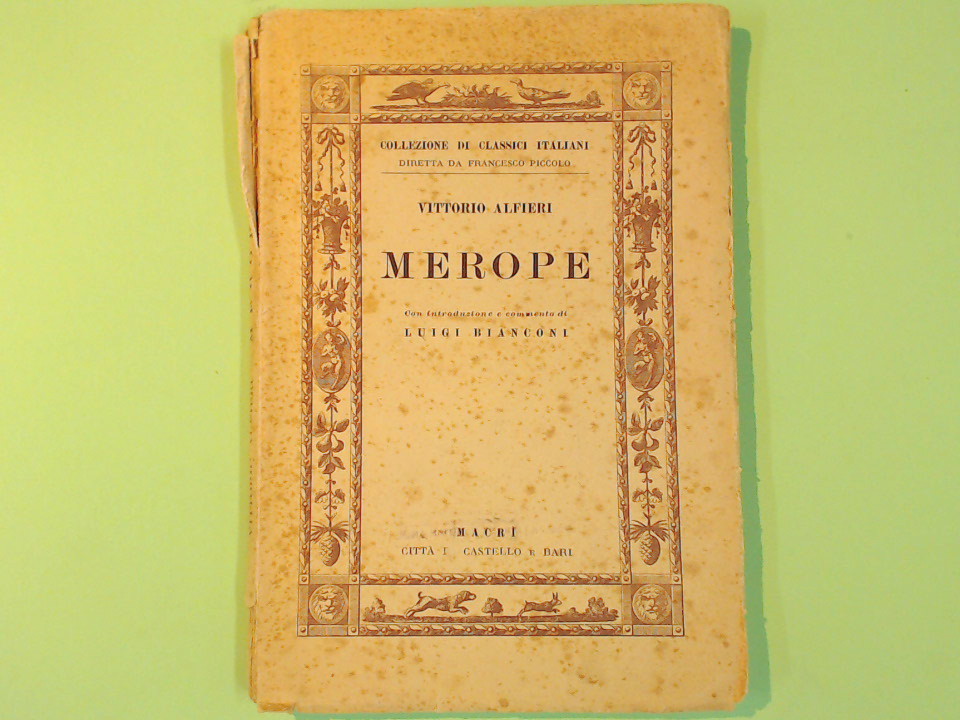 COLLEZIONE DI CLASSICI ITALIANI
DIRETTA DA FRANCESCO PICCOLO
VITTORIO ALFIERI
MEROPE
Con introduzione e commento di
LUIGI BIANCONI
MACRÌ
CITTÀ I CASTELLO E BARI